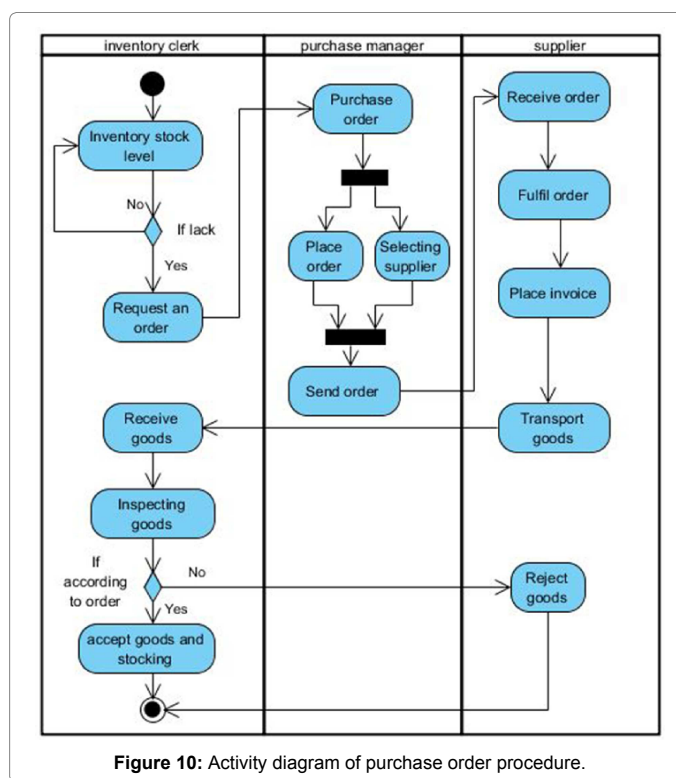 inventory clerk
purchase manager
supplier
Inventory stock
level
No
If lack
Yes
Request an
order
Purchase
order
Place
order
Selecting
supplier
Send order
Receive order
Fulfil order
Place invoice
Transport
goods
Receive
goods
Inspecting
goods
If
according
to order
No
Yes
accept goods and
stocking
Reject
goods
Figure 10: Activity diagram of purchase order procedure.